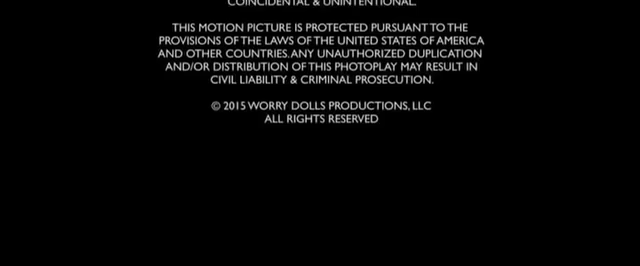 COINCIDENTAL & UNINTENTIONAL.
THIS MOTION PICTURE IS PROTECTED PURSUANT TO THE
PROVISIONS OF THE LAWS OF THE UNITED STATES OF AMERICA
AND OTHER COUNTRIES. ANY UNAUTHORIZED DUPLICATION
AND/OR DISTRIBUTION OF THIS PHOTOPLAY MAY RESULT IN
CIVIL LIABILITY & CRIMINAL PROSECUTION.
© 2015 WORRY DOLLS PRODUCTIONS, LLC
ALL RIGHTS RESERVED